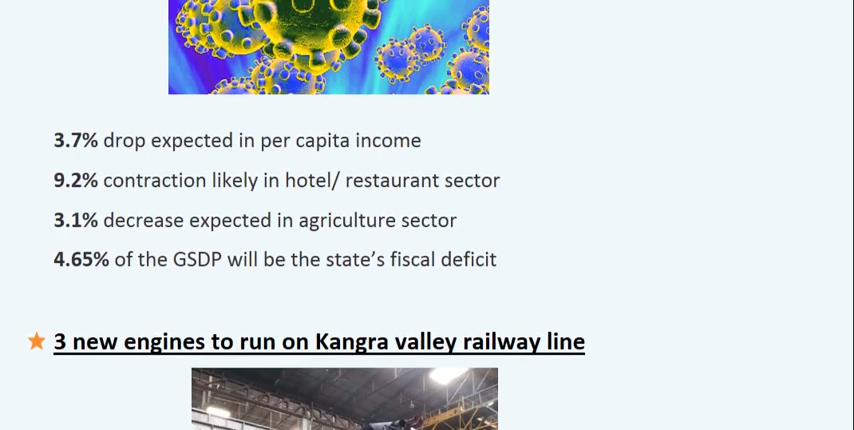 3.7% drop expected in per capita income
9.2% contraction likely in hotel/ restaurant sector
3.1% decrease expected in agriculture sector
4.65% of the GSDP will be the state’s fiscal deficit
3 new engines to run on Kangra valley railway line